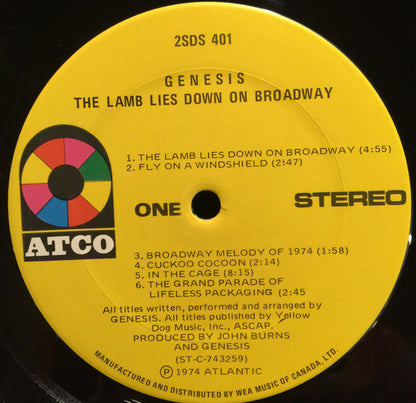 2SDS 401
GENESIS
THE LAMB LIES DOWN ON BROADWAY
1. THE LAMB LIES DOWN ON BROADWAY (4:55)
2. FLY ON A WINDSHIELD (2:47)
ATCO
ONE
STEREO
3. BROADWAY MELODY OF 1974 (1:58)
4. CUCKOO COCOON (2:14)
5. IN THE CAGE (8:15)
6. THE GRAND PARADE OF
LIFELESS PACKAGING (2:45
All titles written, performed and arranged by
GENESIS. All titles published by Yellow
Dog Music, Inc., ASCAP.
PRODUCED BY JOHN BURNS
AND GENESIS
(ST-C-743259)
℗ 1974 ATLANTIC
MANUFACTURED AND DISTRIBUTED BY WEA MUSIC OF CANADA, LTD.